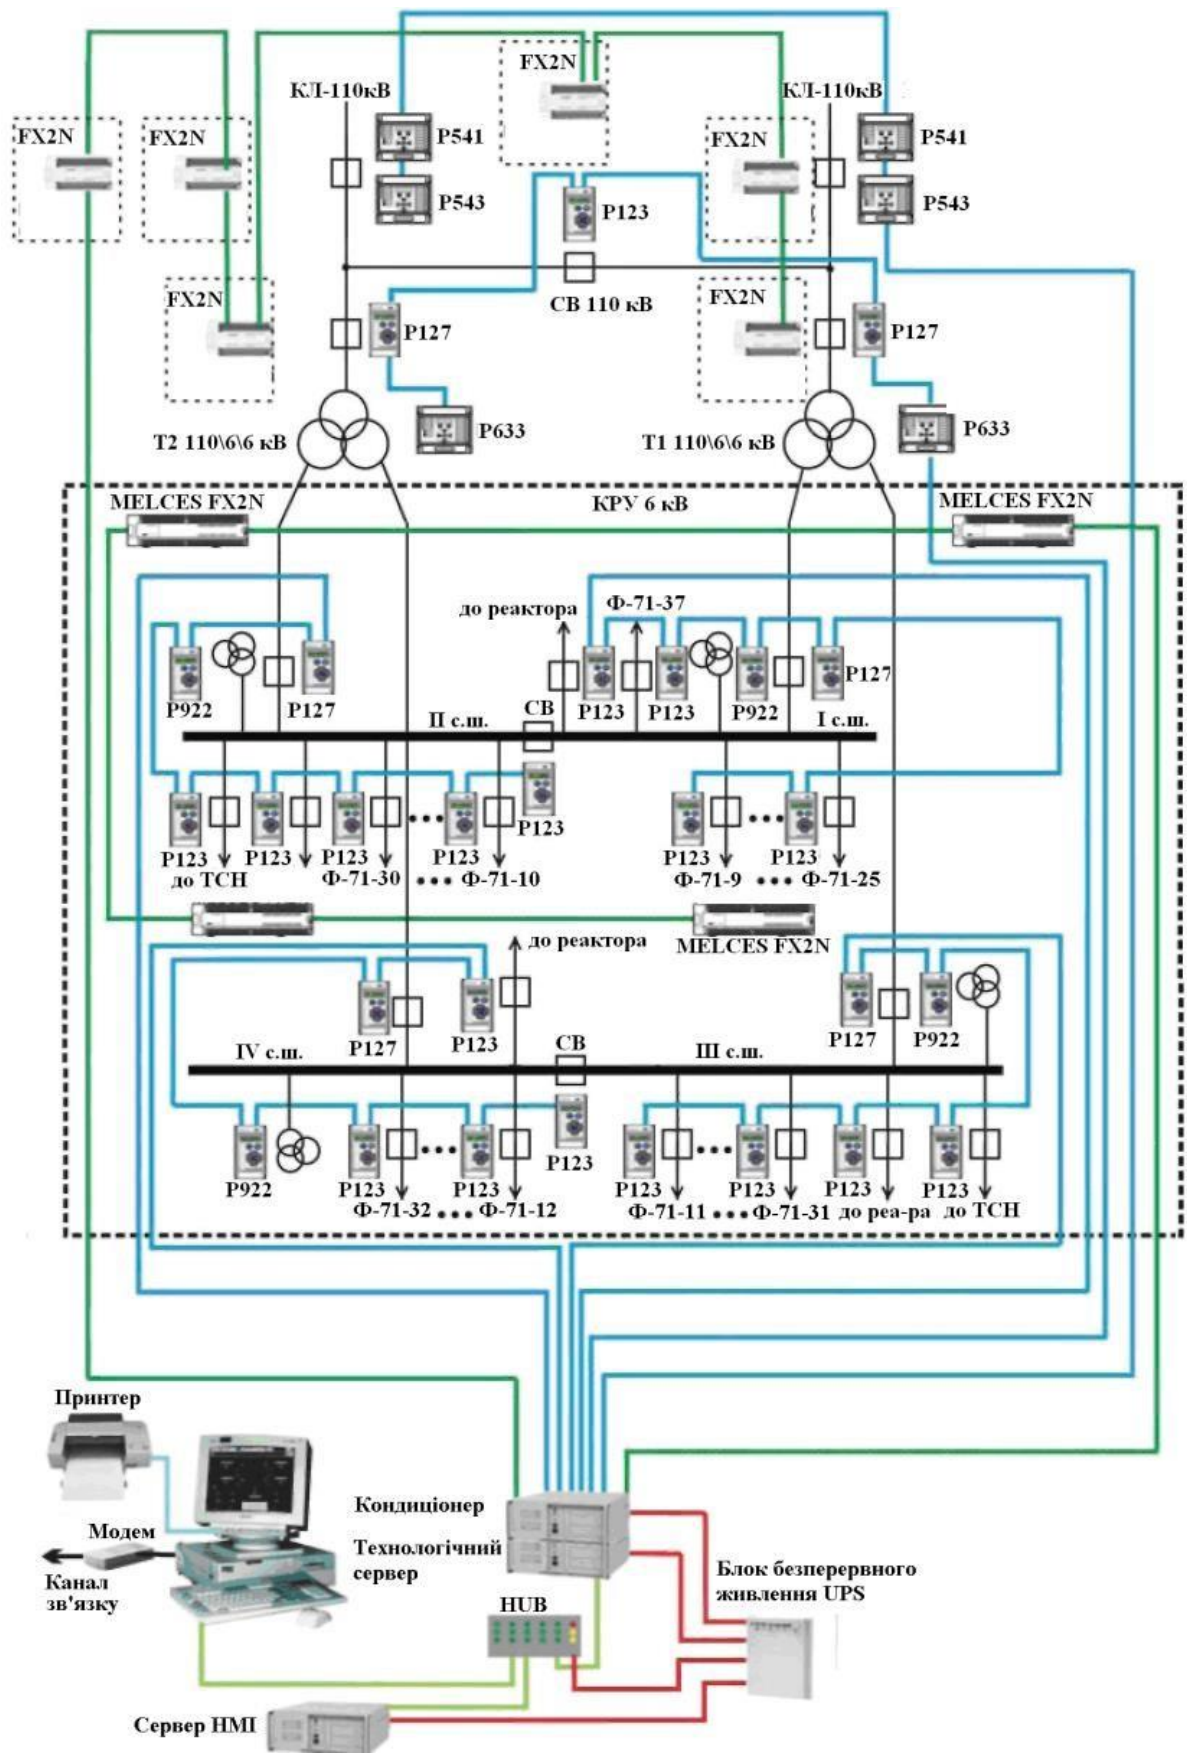 FX2N
КЛ-110кВ
КЛ-110кВ
FX2N
FX2N
P541
FX2N
P541
P543
P123
P543
FX2N
СВ 110 кВ
FX2N
P127
P127
T2 110\6\6 кВ
P633
T1 110\6\6 кВ
P633
MELCES FX2N
КРУ 6 кВ
MELCES FX2N
до реактора
Ф-71-37
P922
P127
P123
P123
P922
P127
II с.ш.
СВ
I с.ш.
P123
P123
P123
P123
P123
P123
P123
до ТСН
Ф-71-30
Ф-71-10
Ф-71-9
Ф-71-25
до реактора
MELCES FX2N
P127
P123
P127
P922
IV с.ш.
СВ
III с.ш.
P922
P123
P123
P123
P123
P123
P123
P123
Ф-71-32
Ф-71-12
Ф-71-11
Ф-71-31
до реа-ра
до ТСН
Принтер
Модем
Канал
зв'язку
Кондиціонер
Технологічний
сервер
HUB
Блок безперервного
живлення UPS
Сервер HMI